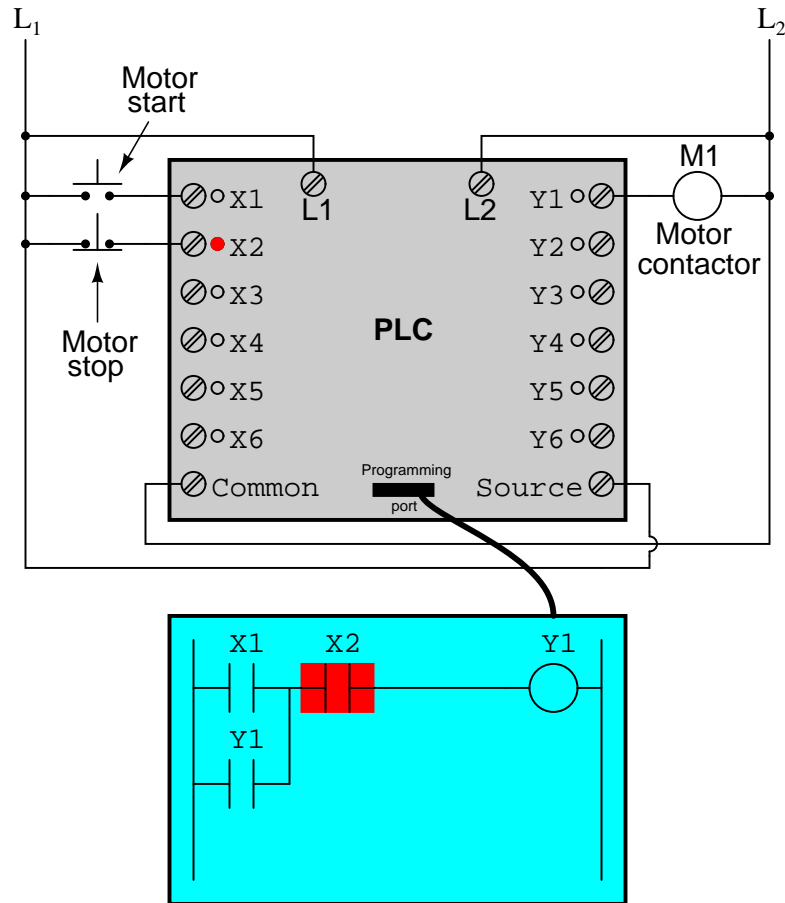 L1
L2
Motor
start
M1
X1
L1
L2
Y1
X2
Y2
Motor
contactor
X3
Y3
Motor
stop
X4
PLC
Y4
X5
Y5
X6
Y6
Common
Programming
port
Source
X1
X2
Y1
Y1